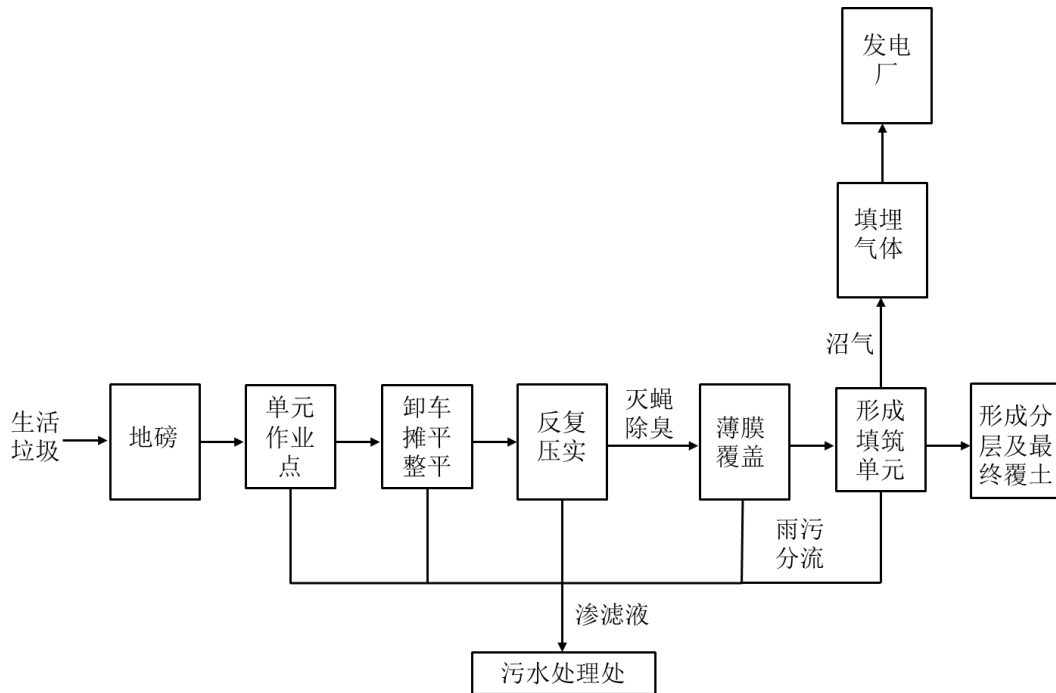 发电
厂
填埋
气体
沼气
生活
垃圾
地磅
单元
作业
点
卸车
摊平
整平
反复
压实
灭蝇
除臭
薄膜
覆盖
形成
填筑
单元
形成分
层及最
终覆土
雨污
分流
渗滤液
污水处理处